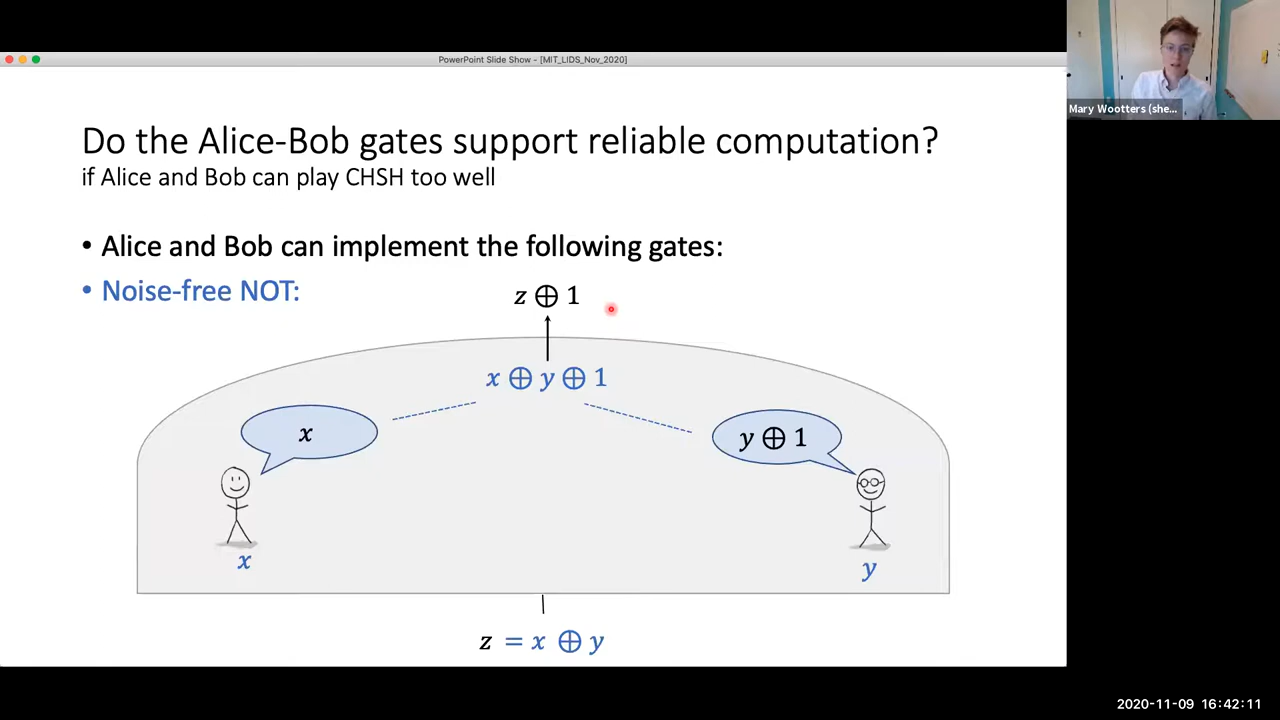 PowerPoint Slide Show - [MIT_LIDS_Nov_2020]
Mary Wootters (she...
Do the Alice-Bob gates support reliable computation?
if Alice and Bob can play CHSH too well
• Alice and Bob can implement the following gates:
• Noise-free NOT:
z ⊕ 1
x ⊕ y ⊕ 1
x
y ⊕ 1
x
y
z = x ⊕ y
2020-11-09 16:42:11